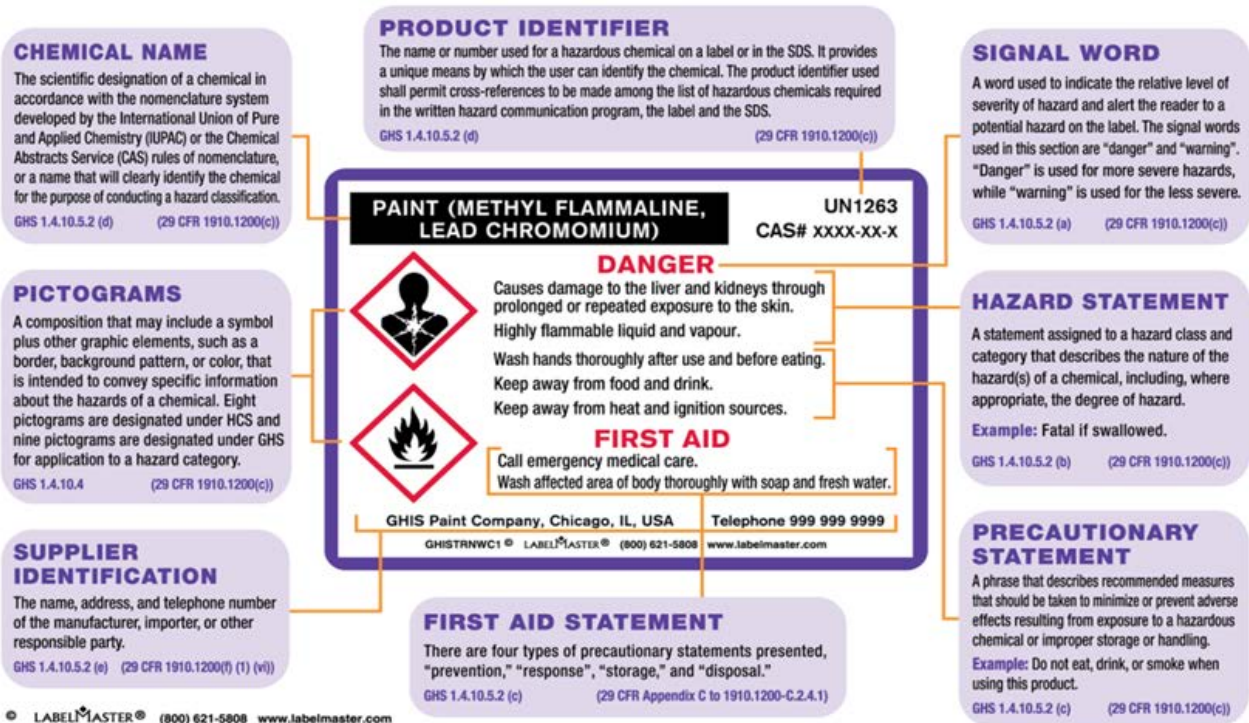 CHEMICAL NAME
The scientific designation of a chemical in
accordance with the nomenclature system
developed by the International Union of Pure
and Applied Chemistry (IUPAC) or the Chemical
Abstracts Service (CAS) rules of nomenclature,
or a name that will clearly identify the chemical
for the purpose of conducting a hazard classification.
GHS 1.4.10.5.2 (d) (29 CFR 1910.1200(c))
PRODUCT IDENTIFIER
The name or number used for a hazardous chemical on a label or in the SDS. It provides
a unique means by which the user can identify the chemical. The product identifier used
shall permit cross-references to be made among the list of hazardous chemicals required
in the written hazard communication program, the label and the SDS.
GHS 1.4.10.5.2 (d) (29 CFR 1910.1200(c))
SIGNAL WORD
A word used to indicate the relative level of
severity of hazard and alert the reader to a
potential hazard on the label. The signal words
used in this section are “danger” and “warning”.
“Danger” is used for more severe hazards,
while “warning” is used for the less severe.
GHS 1.4.10.5.2 (a) (29 CFR 1910.1200(c))
PICTOGRAMS
A composition that may include a symbol
plus other graphic elements, such as a
border, background pattern, or color, that
is intended to convey specific information
about the hazards of a chemical. Eight
pictograms are designated under HCS and
nine pictograms are designated under GHS
for application to a hazard category.
GHS 1.4.10.4 (29 CFR 1910.1200(c))
PAINT (METHYL FLAMMALINE,
LEAD CHROMOMIUM)
UN1263
CAS# XXXX-XX-X
DANGER
Causes damage to the liver and kidneys through
prolonged or repeated exposure to the skin.
Highly flammable liquid and vapour.
Wash hands thoroughly after use and before eating.
Keep away from food and drink.
Keep away from heat and ignition sources.
FIRST AID
Call emergency medical care.
Wash affected area of body thoroughly with soap and fresh water.
GHIS Paint Company, Chicago, IL, USA Telephone 999 999 9999
GHISTRNWC1 © LABELMASTER® (800) 621-5808 www.labelmaster.com
HAZARD STATEMENT
A statement assigned to a hazard class and
category that describes the nature of the
hazard(s) of a chemical, including, where
appropriate, the degree of hazard.
Example: Fatal if swallowed.
GHS 1.4.10.5.2 (b) (29 CFR 1910.1200(c))
SUPPLIER
IDENTIFICATION
The name, address, and telephone number
of the manufacturer, importer, or other
responsible party.
GHS 1.4.10.5.2 (e) (29 CFR 1910.1200(f) (1) (vi))
FIRST AID STATEMENT
There are four types of precautionary statements presented,
“prevention,” “response”, “storage,” and “disposal.”
GHS 1.4.10.5.2 (c) (29 CFR Appendix C to 1910.1200-C.2.4.1)
PRECAUTIONARY
STATEMENT
A phrase that describes recommended measures
that should be taken to minimize or prevent adverse
effects resulting from exposure to a hazardous
chemical or improper storage or handling.
Example: Do not eat, drink, or smoke when
using this product.
GHS 1.4.10.5.2 (c) (29 CFR 1910.1200(c))
© LABELMASTER® (800) 621-5808 www.labelmaster.com